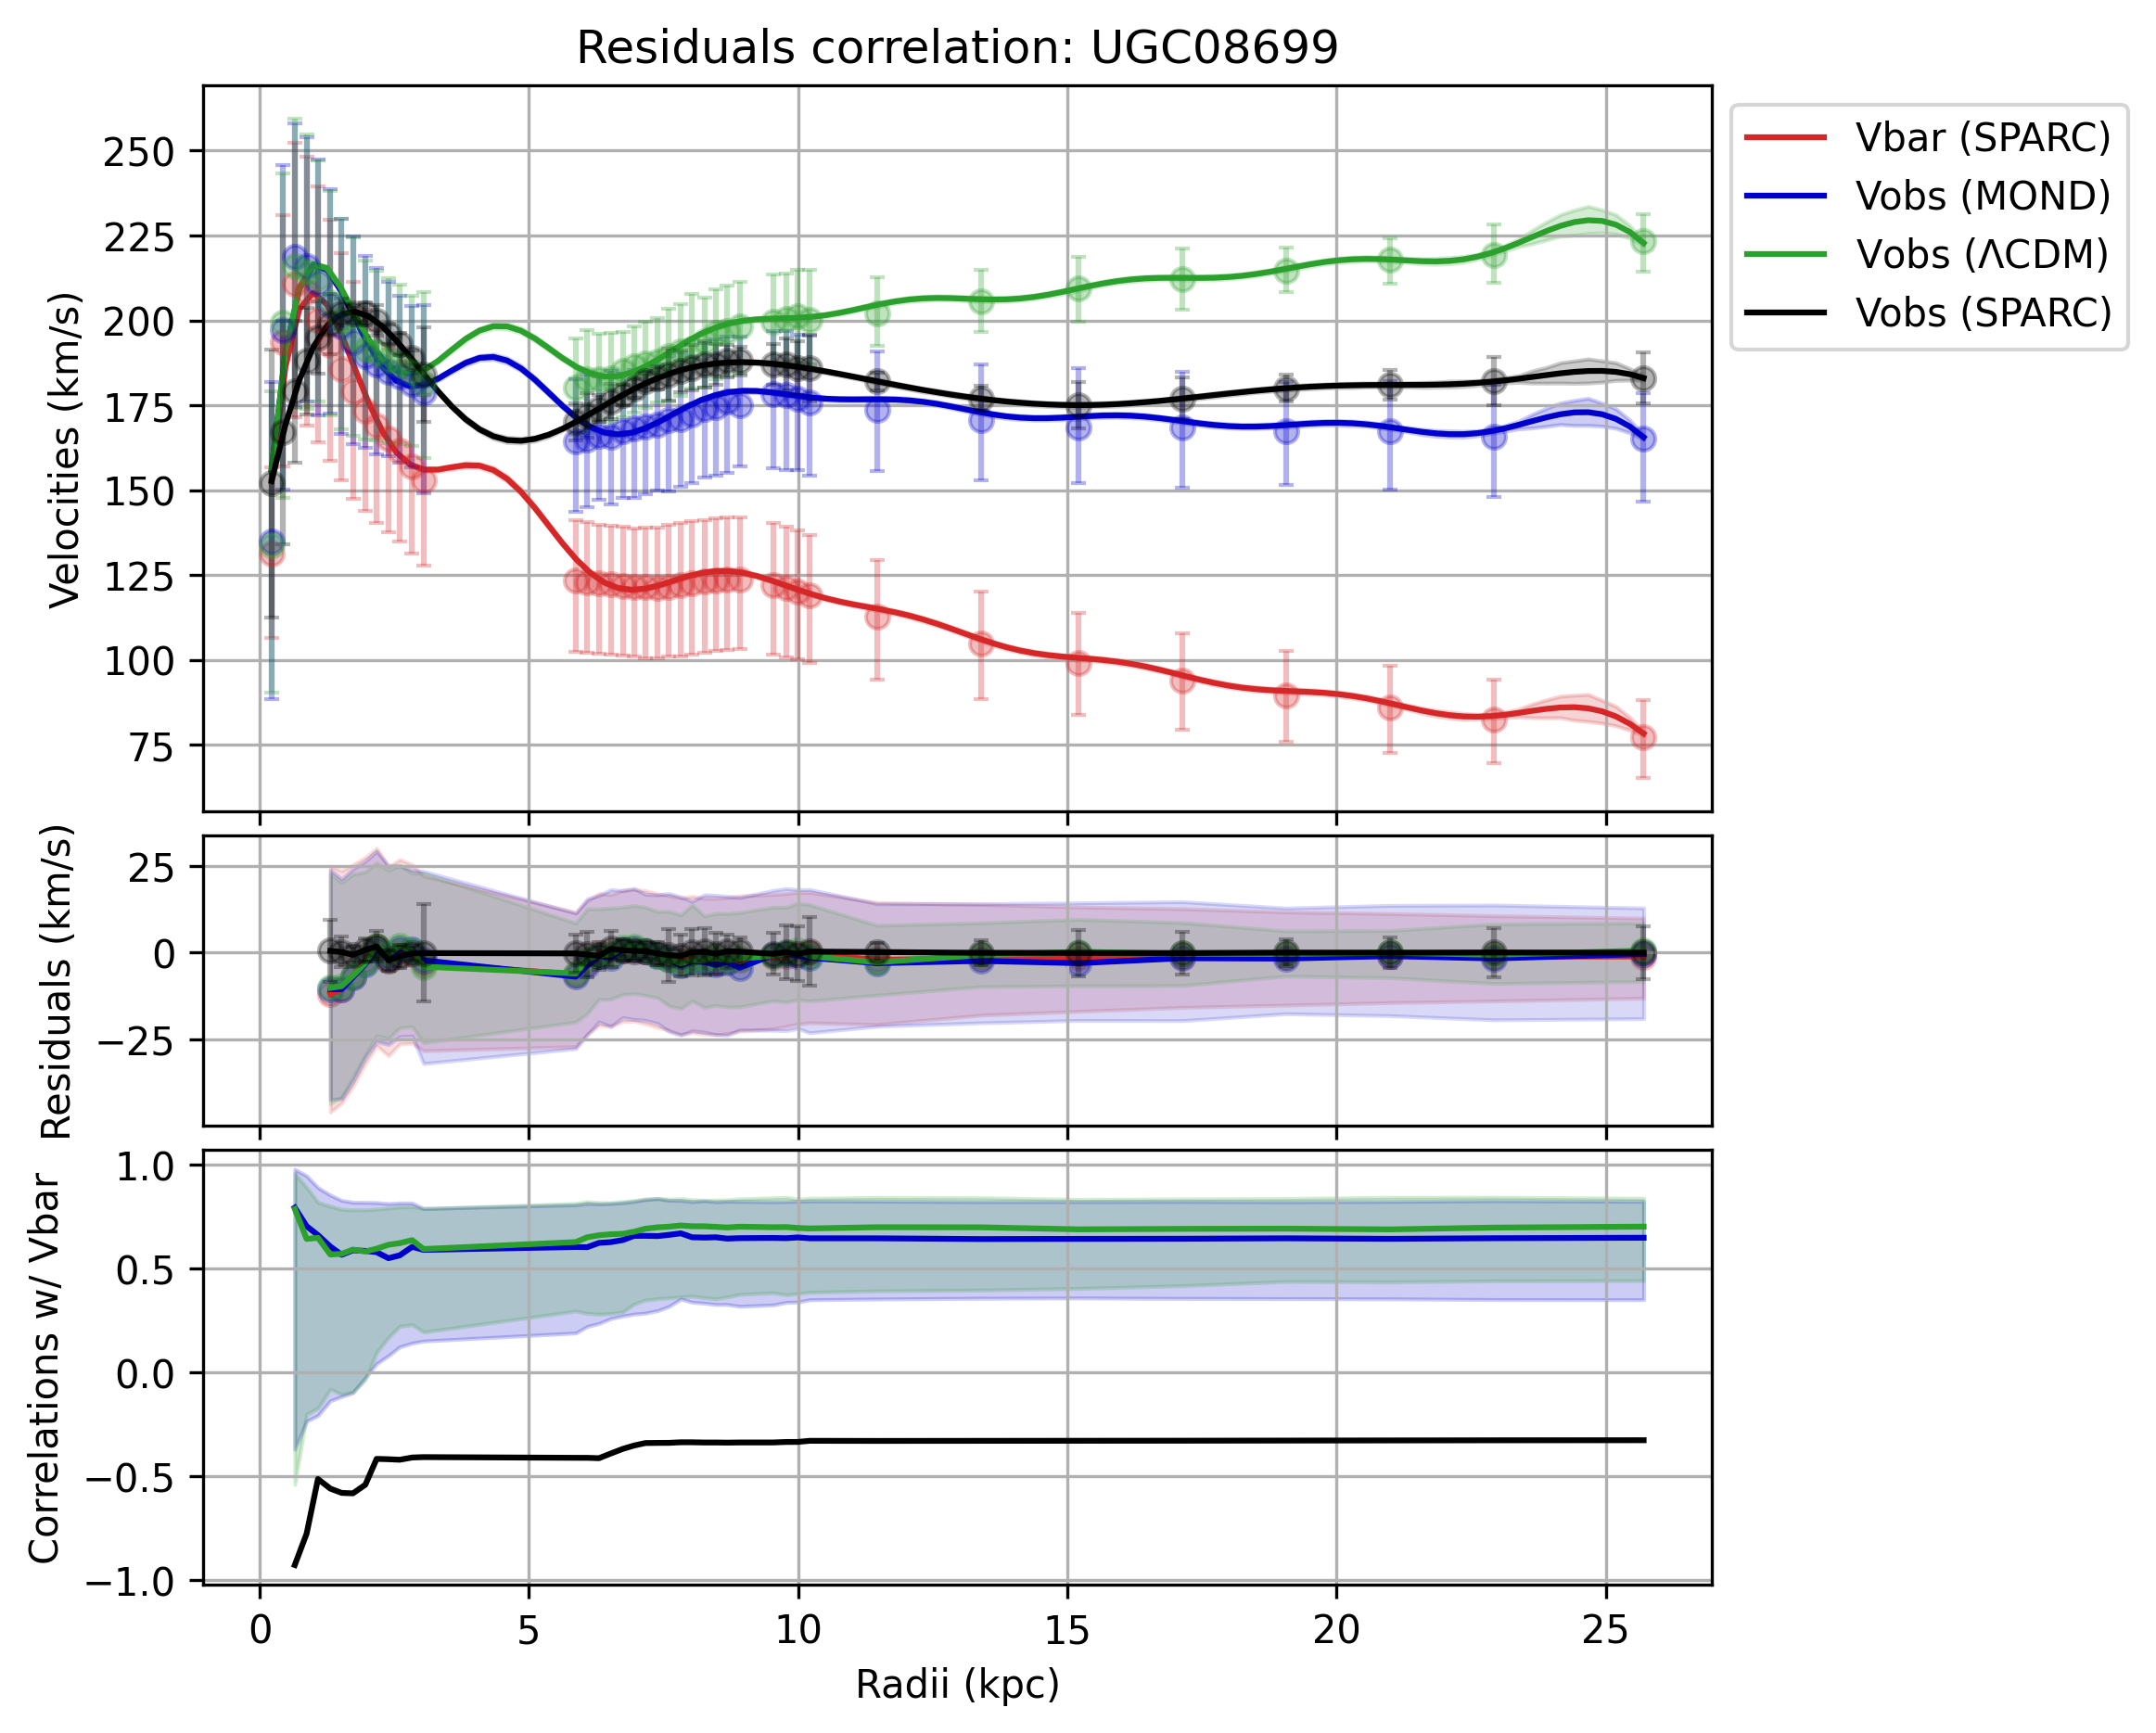 Residuals correlation: UGC08699
Velocities (km/s)
250
225
200
175
150
125
100
75
Vbar (SPARC)
Vobs (MOND)
Vobs (ΛCDM)
Vobs (SPARC)
Residuals (km/s)
25
0
−25
Correlations w/ Vbar
1.0
0.5
0.0
−0.5
−1.0
0 5 10 15 20 25
Radii (kpc)